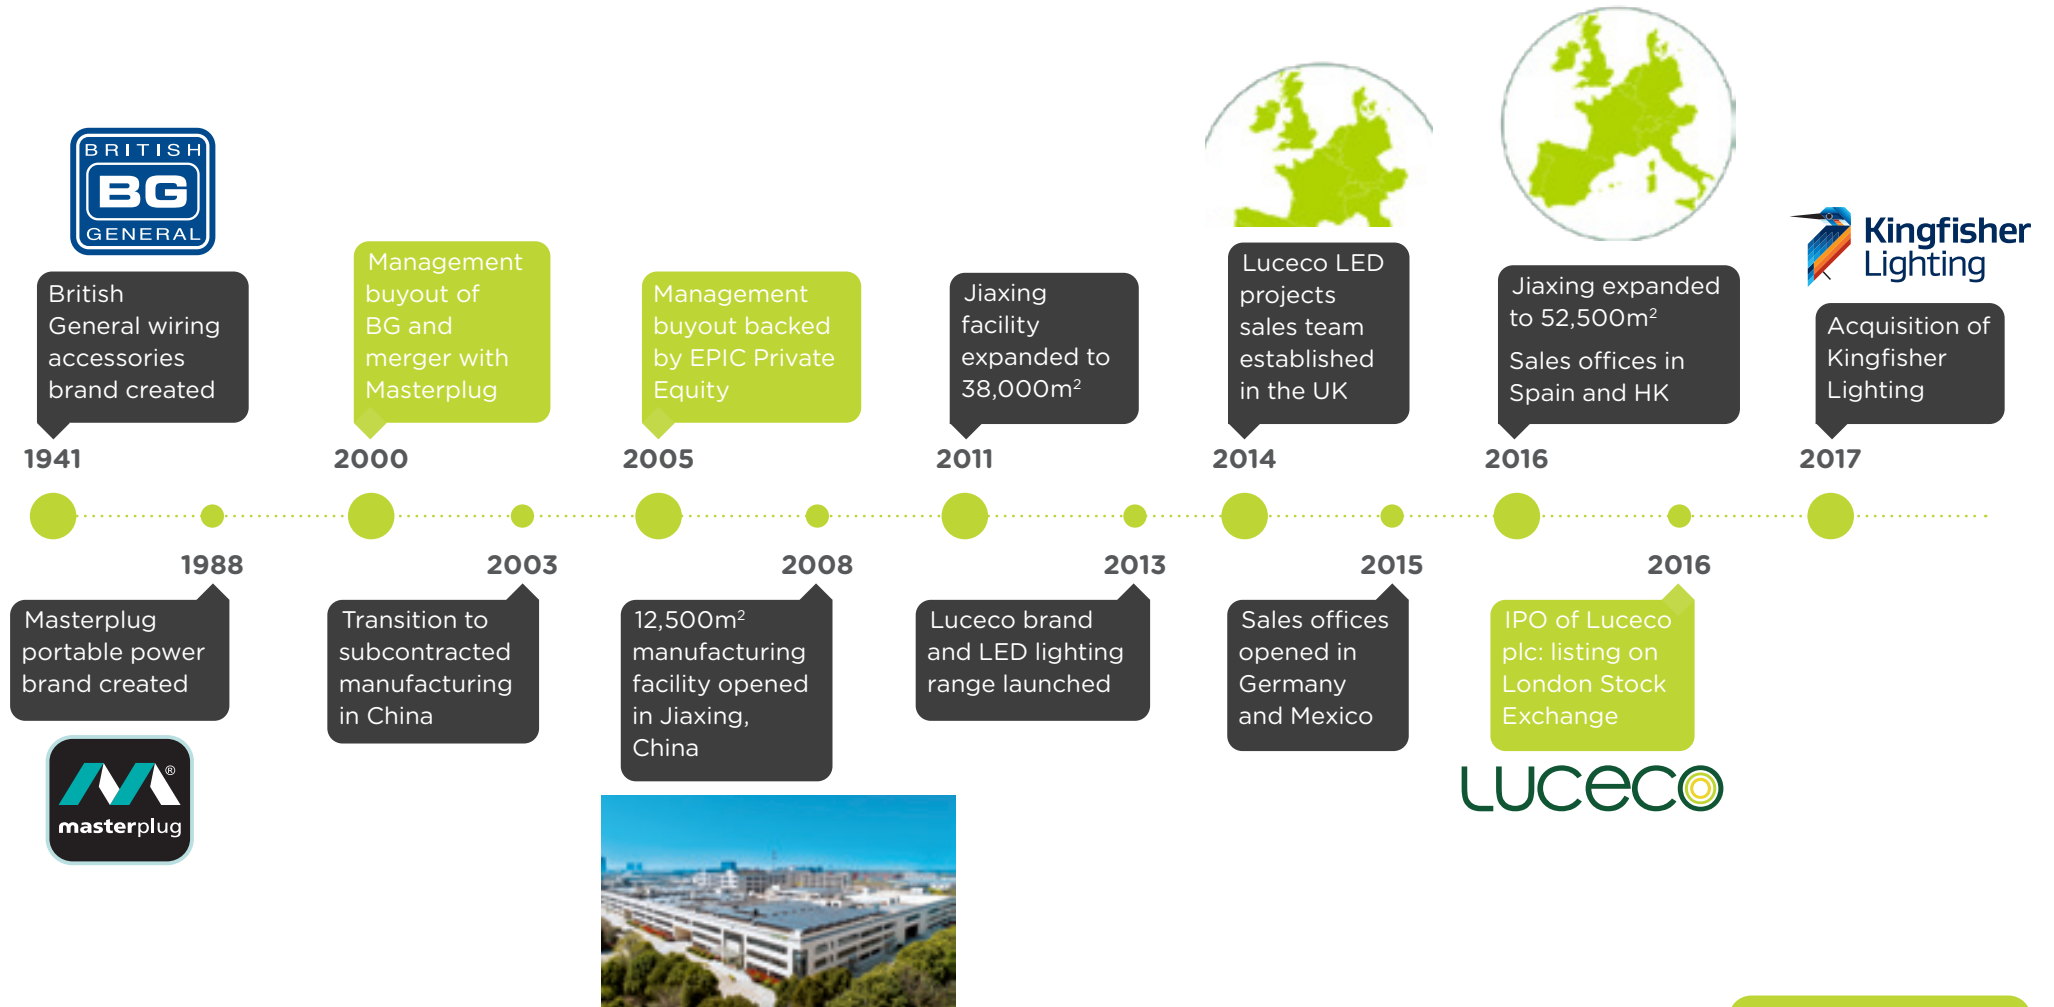 BRITISH
BG
GENERAL
British
General wiring
accessories
brand created
1941
Management
buyout of
BG and
merger with
Masterplug
2000
Management
buyout backed
by EPIC Private
Equity
2005
Jiaxing
facility
expanded to
38,000m²
2011
Luceco LED
projects
sales team
established
in the UK
2014
Jiaxing expanded
to 52,500m²
Sales offices in
Spain and HK
2016
Kingfisher
Lighting
Acquisition of
Kingfisher
Lighting
2017
1988
Masterplug
portable power
brand created
masterplug
®
2003
Transition to
subcontracted
manufacturing
in China
2008
12,500m²
manufacturing
facility opened
in Jiaxing,
China
2013
Luceco brand
and LED lighting
range launched
2015
Sales offices
opened in
Germany
and Mexico
2016
IPO of Luceco
plc: listing on
London Stock
Exchange
LUCECO